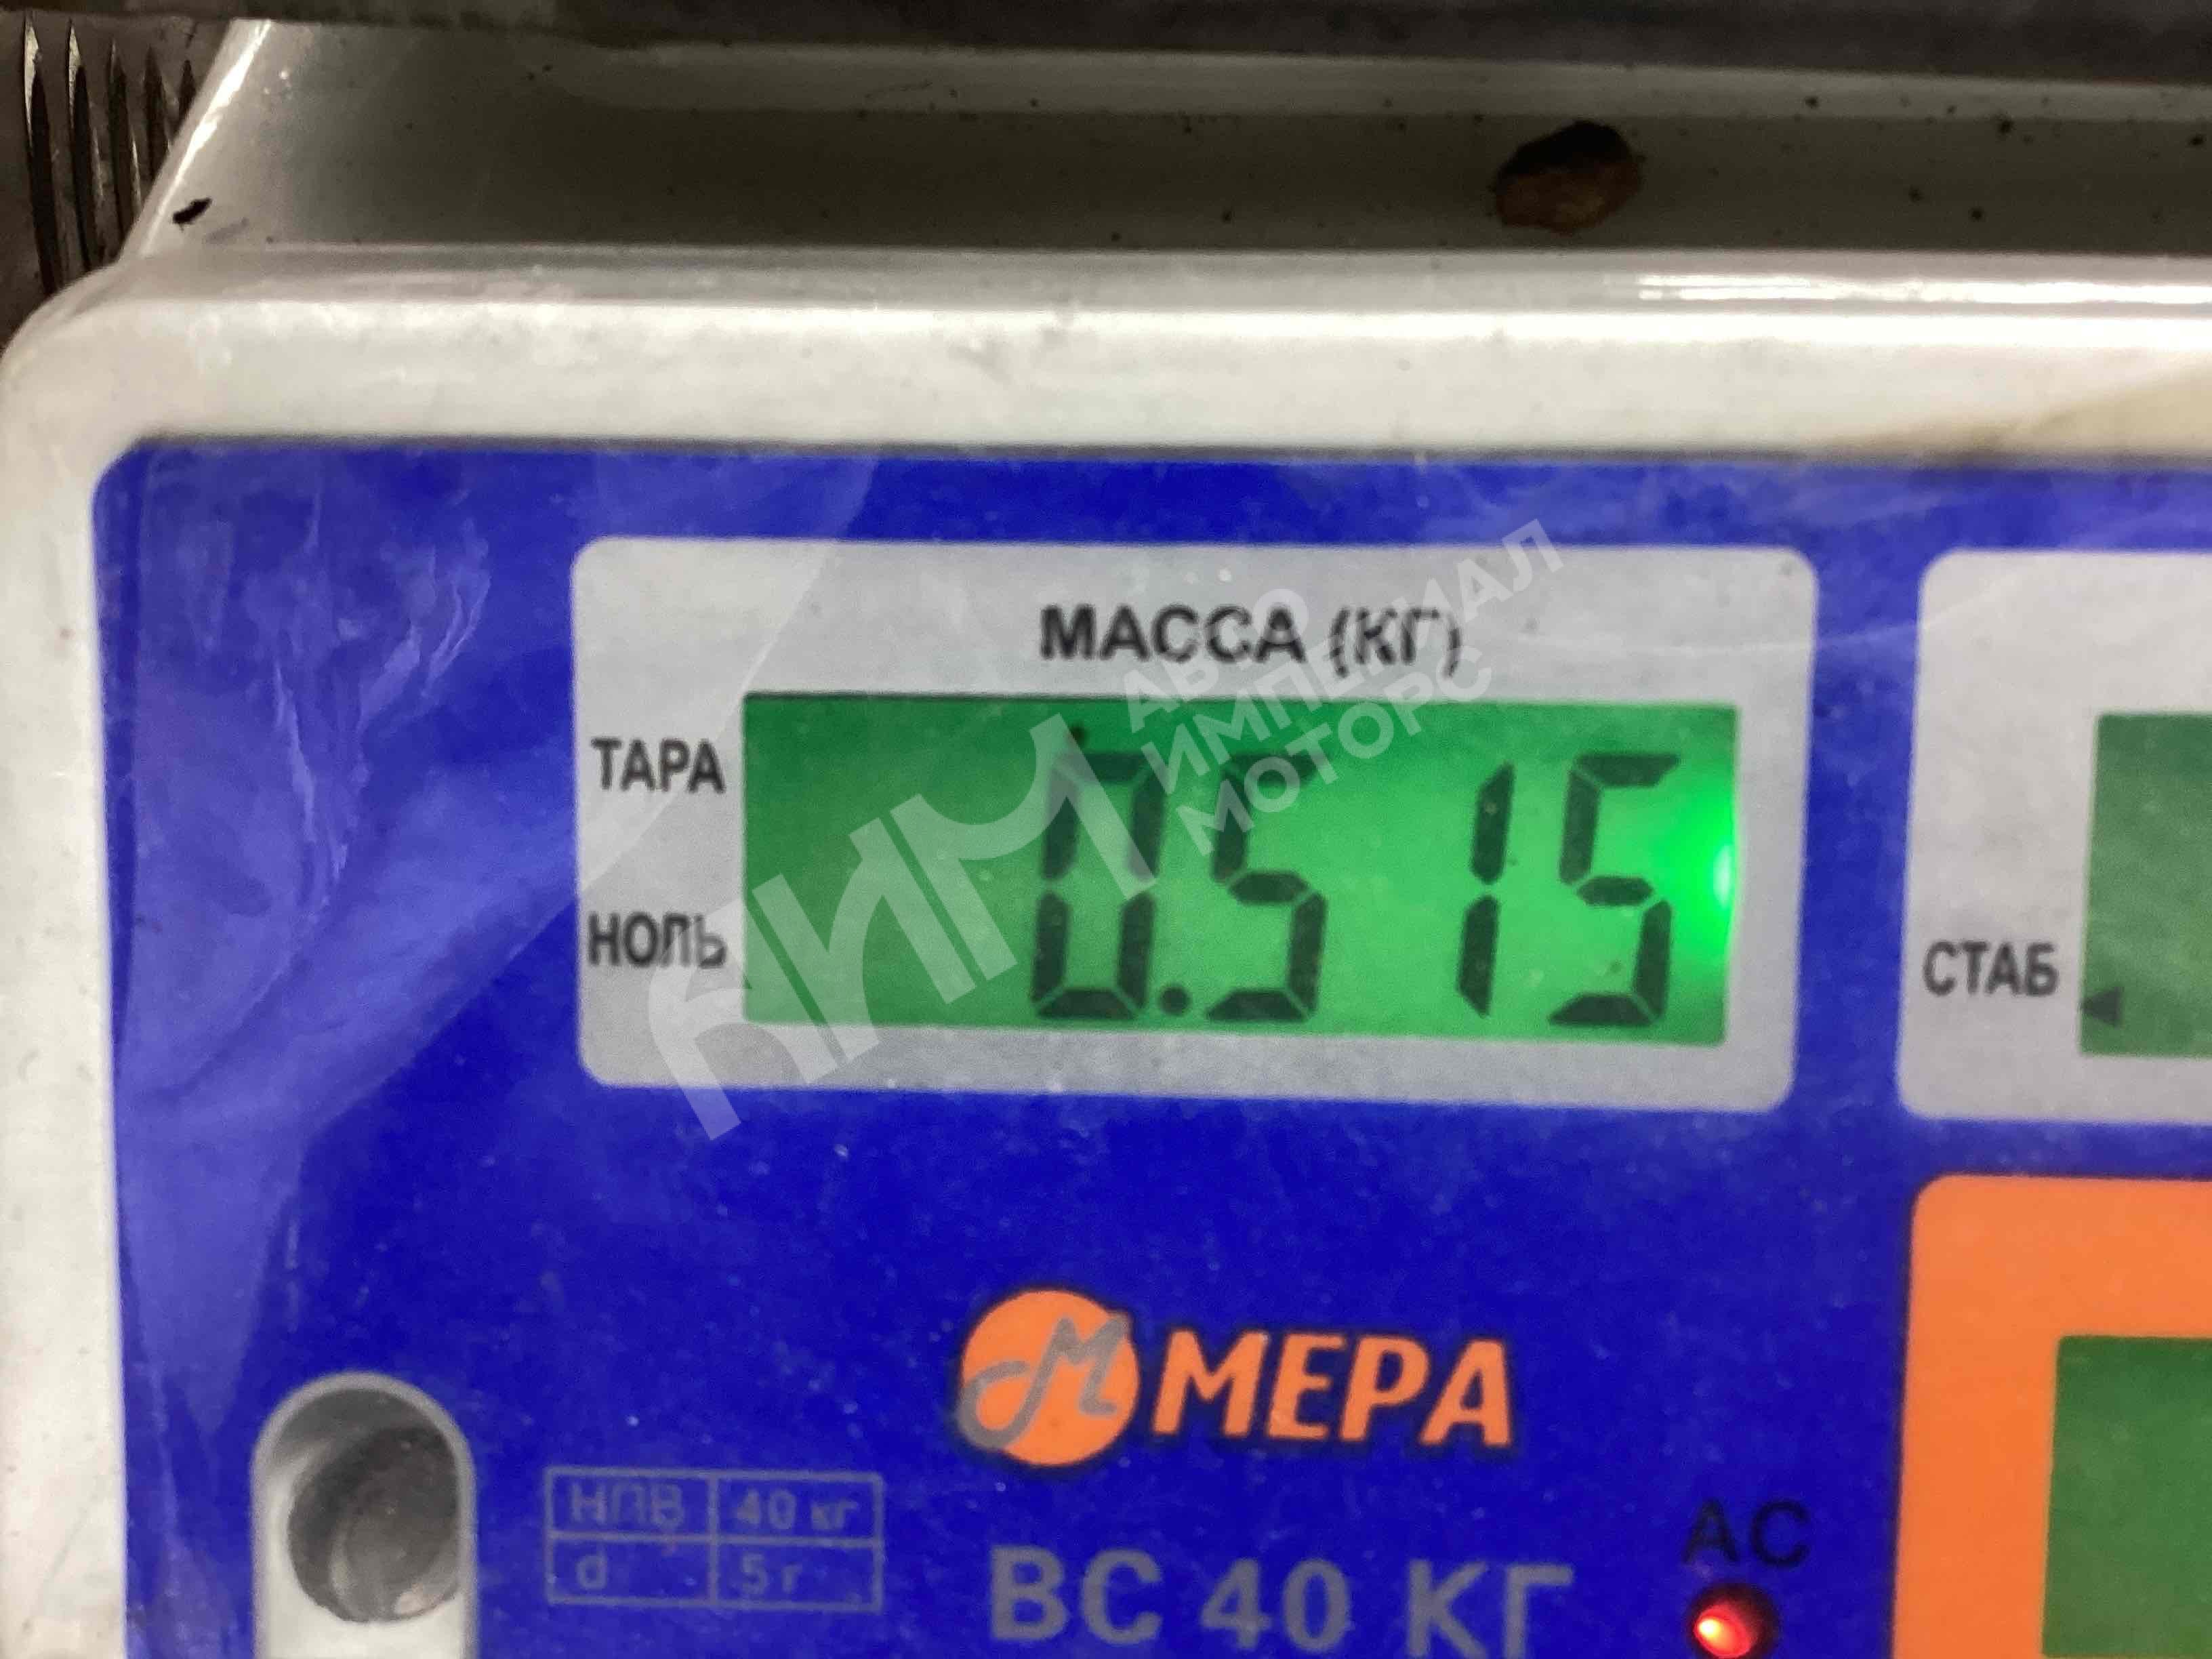 МАССА (КГ)
АВТО
ИМПЕРИАЛ
МОТОРС
АИМ
ТАРА
0.515
НОЛЬ
СТАБ
М МЕРА
НПВ 40 кг
d 5 г
ВС 40 КГ
АС